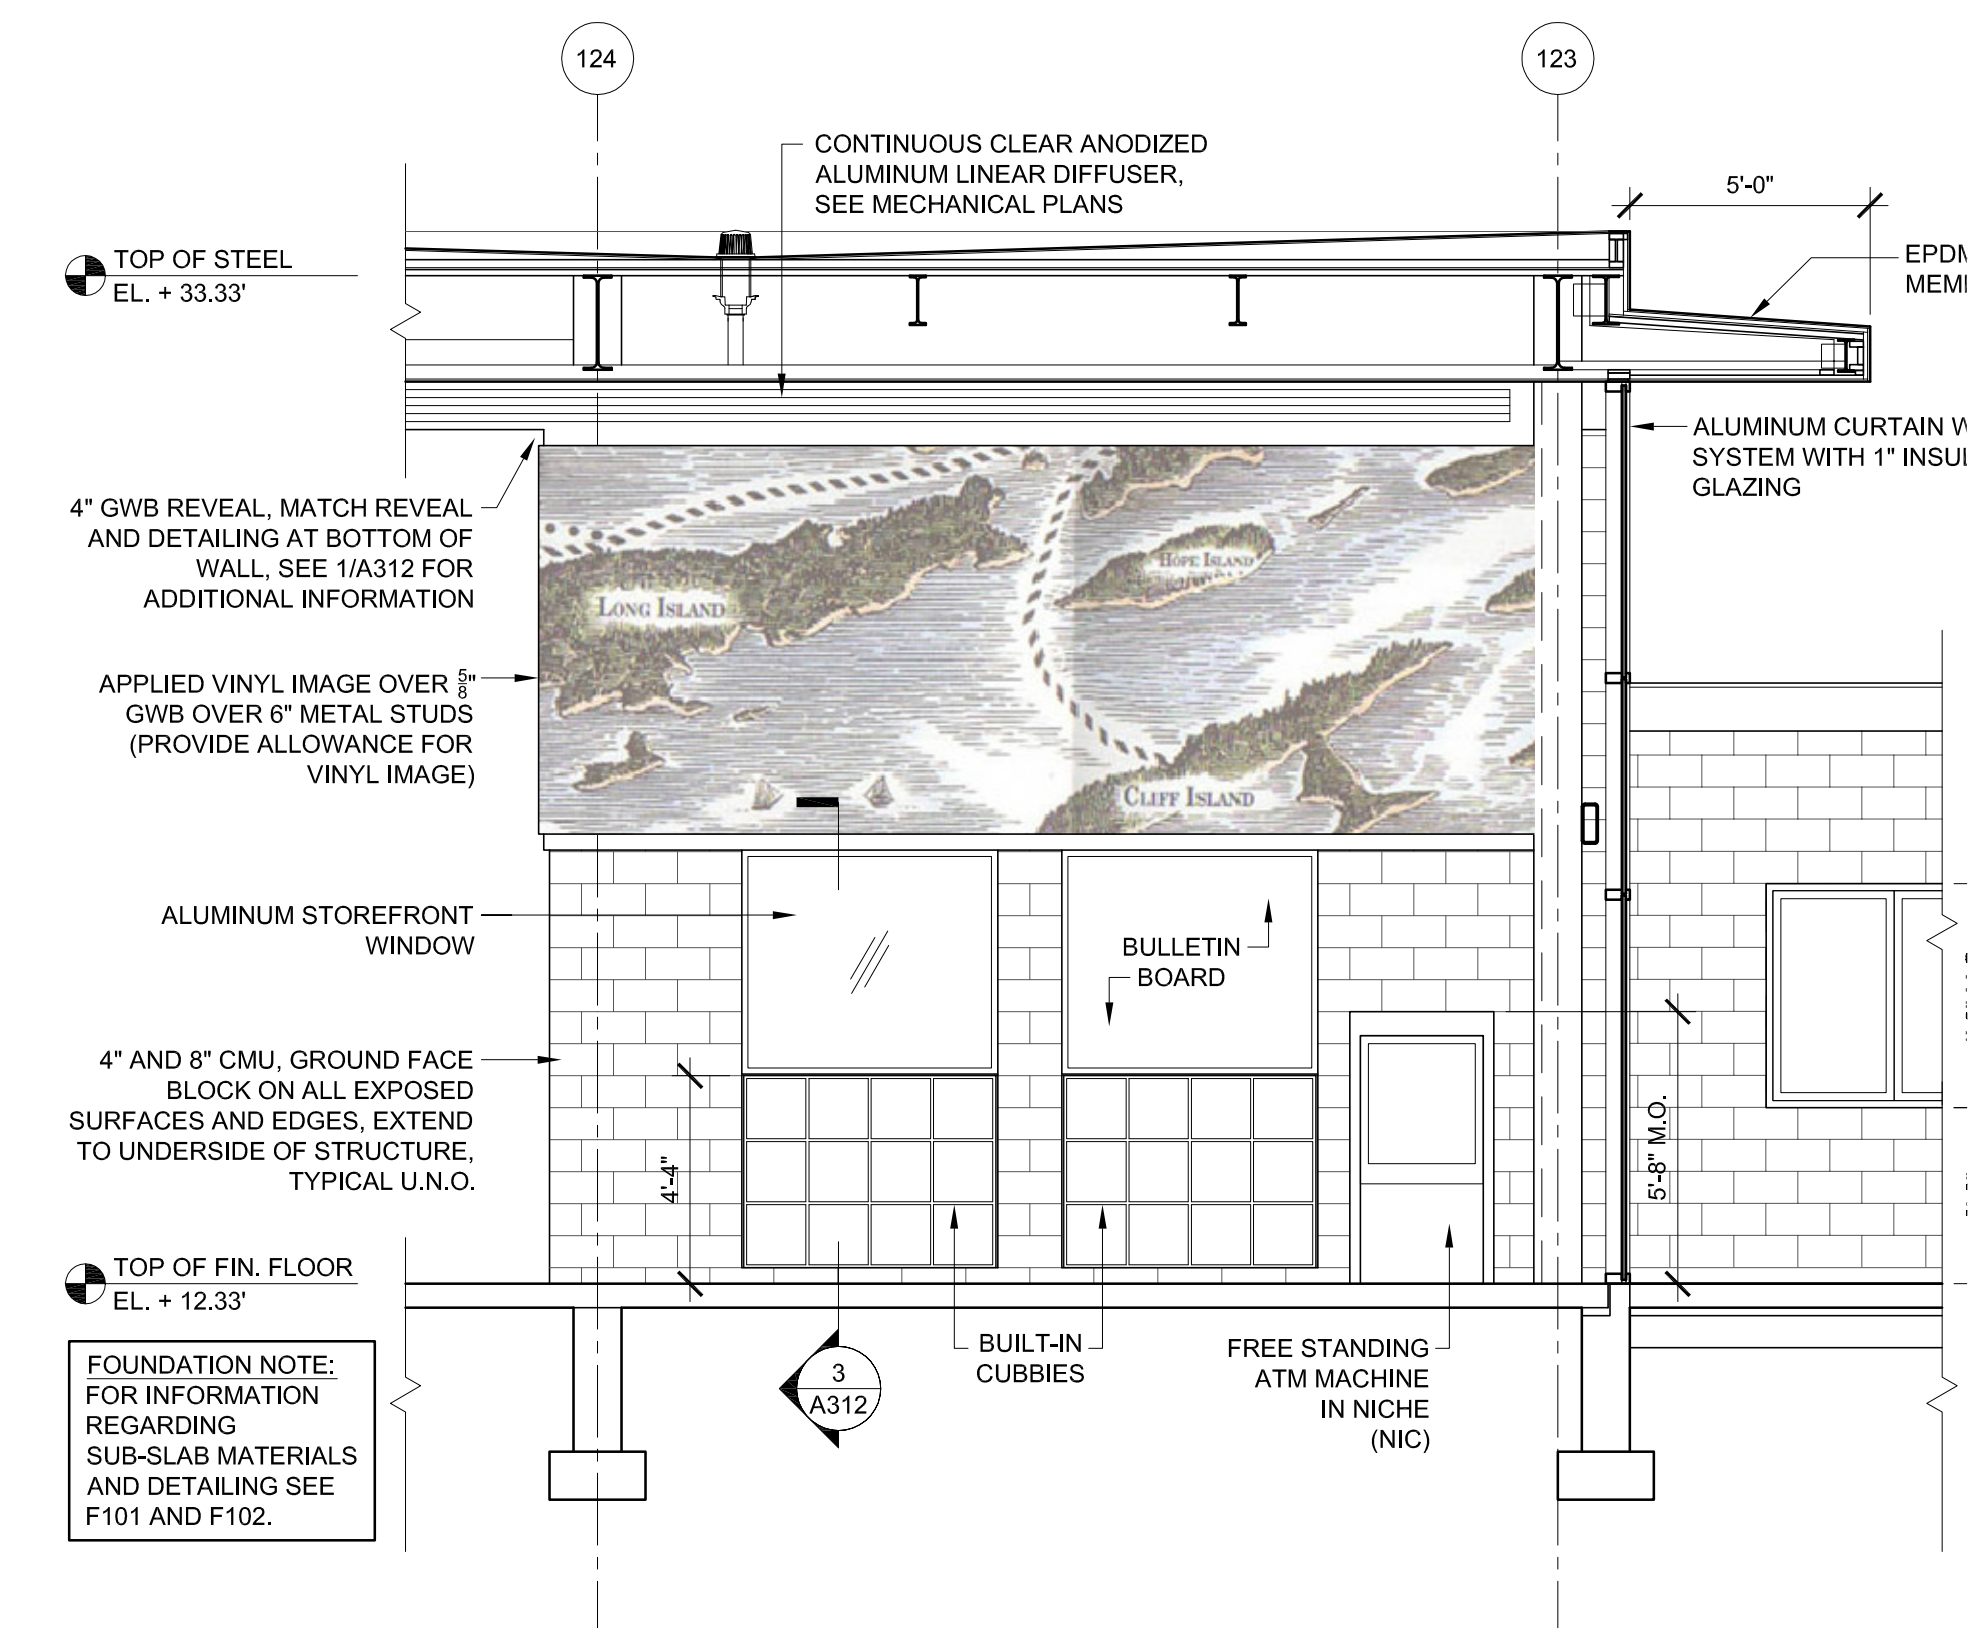 124
123
CONTINUOUS CLEAR ANODIZED
ALUMINUM LINEAR DIFFUSER,
SEE MECHANICAL PLANS
5'-0"
TOP OF STEEL
EL. + 33.33'
ALUMINUM CURTAIN
SYSTEM WITH 1"
GLAZING
4" GWB REVEAL, MATCH REVEAL
AND DETAILING AT BOTTOM OF
WALL, SEE 1/A312 FOR
ADDITIONAL INFORMATION
HOPE ISLAND
LONG ISLAND
APPLIED VINYL IMAGE OVER 5/8"
GWB OVER 6" METAL STUDS
(PROVIDE ALLOWANCE FOR
VINYL IMAGE)
CLIFF ISLAND
ALUMINUM STOREFRONT
WINDOW
BULLETIN
BOARD
4" AND 8" CMU, GROUND FACE
BLOCK ON ALL EXPOSED
SURFACES AND EDGES, EXTEND
TO UNDERSIDE OF STRUCTURE,
TYPICAL U.N.O.
4'-4"
5'-8" M.O.
TOP OF FIN. FLOOR
EL. + 12.33'
BUILT-IN
CUBBIES
FREE STANDING
ATM MACHINE
IN NICHE
(NIC)
3
A312
FOUNDATION NOTE:
FOR INFORMATION
REGARDING
SUB-SLAB MATERIALS
AND DETAILING SEE
F101 AND F102.